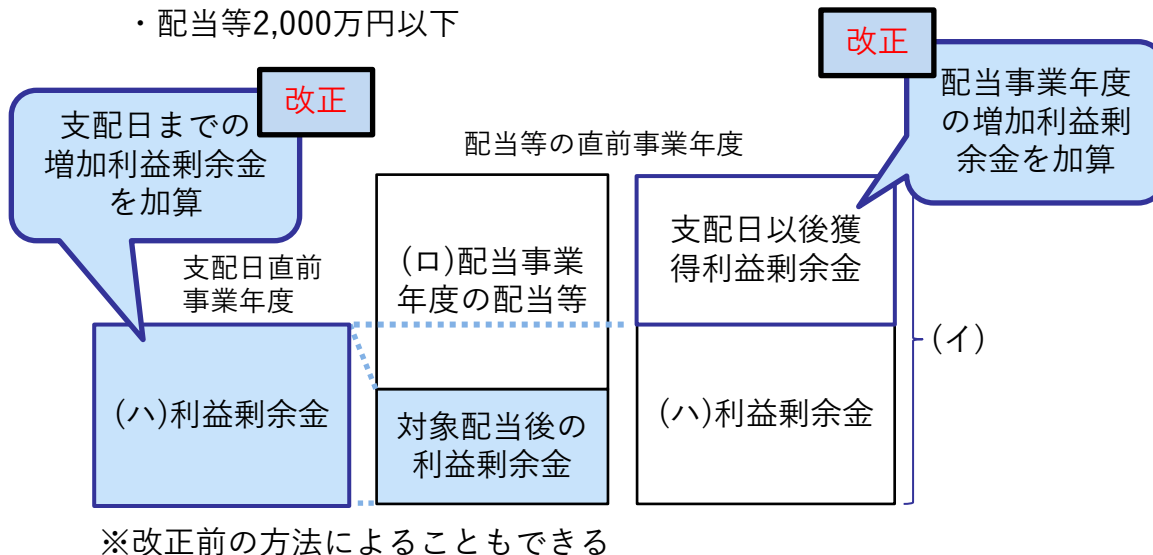 ・配当等2,000万円以下
改正
支配日までの
増加利益剰余金
を加算
改正
配当事業年度
の増加利益剰
余金を加算
配当等の直前事業年度
支配日直前
事業年度
(ハ)利益剰余金
(ロ)配当事業
年度の配当等
対象配当後の
利益剰余金
支配日以後獲
得利益剰余金
(ハ)利益剰余金
(イ)
※改正前の方法によることもできる